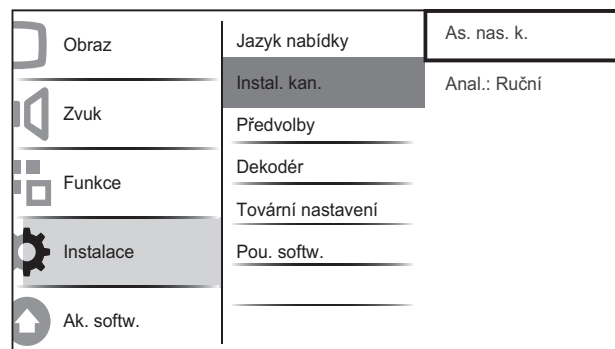 Obraz
Zvuk
Funkce
Instalace
Ak. softw.
Jazyk nabídky
Instal. kan.
Předvolby
Dekodér
Tovární nastavení
Pou. softw.
As. nas. k.
Anal.: Ruční